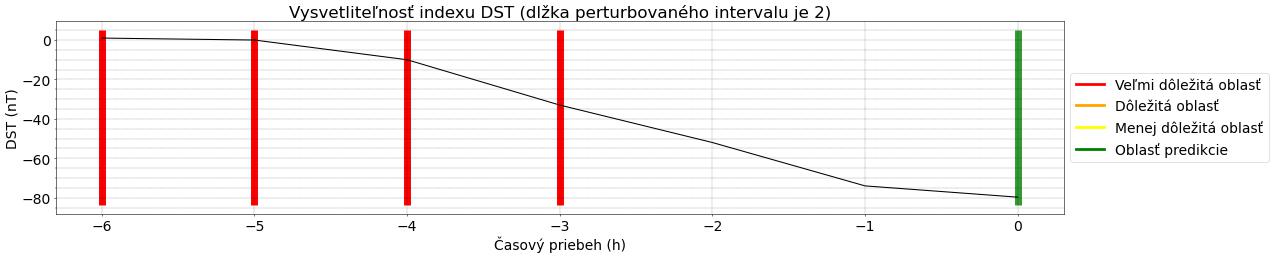 Vysvetliteľnosť indexu DST (dĺžka perturbovaného intervalu je 2)
DST (nT)
0
−20
−40
−60
−80
−6
−5
−4
−3
−2
−1
0
Časový priebeh (h)
Veľmi dôležitá oblasť
Dôležitá oblasť
Menej dôležitá oblasť
Oblasť predikcie